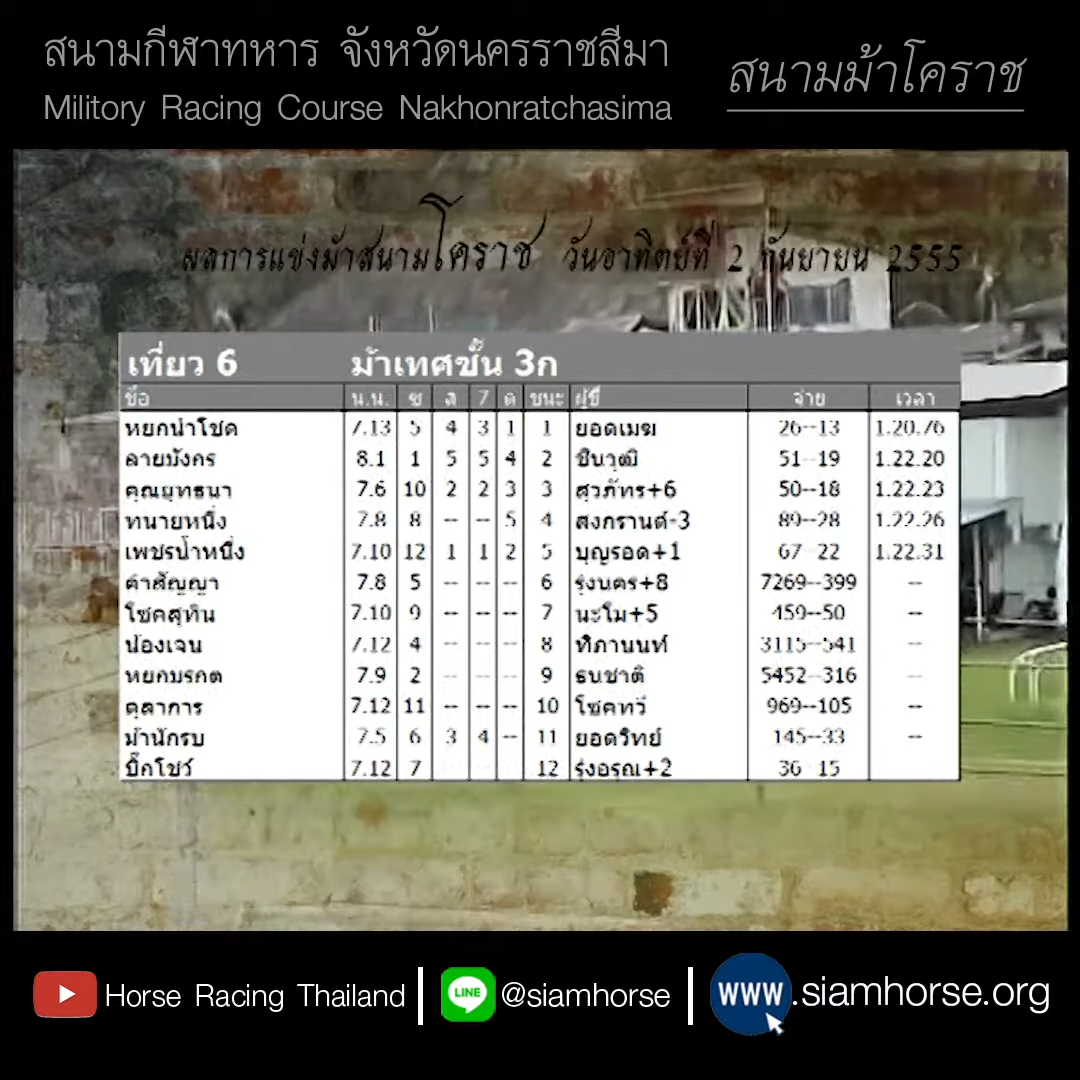 สนามกีฬาทหาร จังหวัดนครราชสีมา
Militory Racing Course Nakhonratchasima
สนามม้าโคราช
ผลการแข่งม้าสนามโคราช วันอาทิตย์ที่ 2 กันยายน 2555
เที่ยว 6 ม้าเทศชั้น 3ก
ชื่อ น.น. ซ ส 7 ต ชนะ ผู้ขี่ จ่าย เวลา
หยกนำโชค 7.13 5 4 3 1 1 ยอดเมฆ 26--13 1.20.76
ลายมังกร 8.1 1 5 5 4 2 ชินวุฒิ 51--19 1.22.20
คุณยุทธนา 7.6 10 2 2 3 3 สุวภัทร+6 50--18 1.22.23
ทนายหนึ่ง 7.8 8 -- -- 5 4 สงกรานต์-3 89--28 1.22.26
เพชรน้ำหนึ่ง 7.10 12 1 1 2 5 บุญรอด+1 67--22 1.22.31
คำสัญญา 7.8 5 -- -- -- 6 รุ่งนคร+8 7269--399 --
โชคสุทิน 7.10 9 -- -- -- 7 นะโม+5 459--50 --
น้องเจน 7.12 4 -- -- -- 8 ทิภานนท์ 3115--541 --
หยกมรกต 7.9 2 -- -- -- 9 ธนชาติ 5452--316 --
ตุลาการ 7.12 11 -- -- -- 10 โชคทวี 969--105 --
ม้านักรบ 7.5 6 3 4 -- 11 ยอดวิทย์ 145--33 --
บิ๊กโชว์ 7.12 7 12 รุ่งอรุณ+2 36--15
Horse Racing Thailand
LINE @siamhorse
www.siamhorse.org